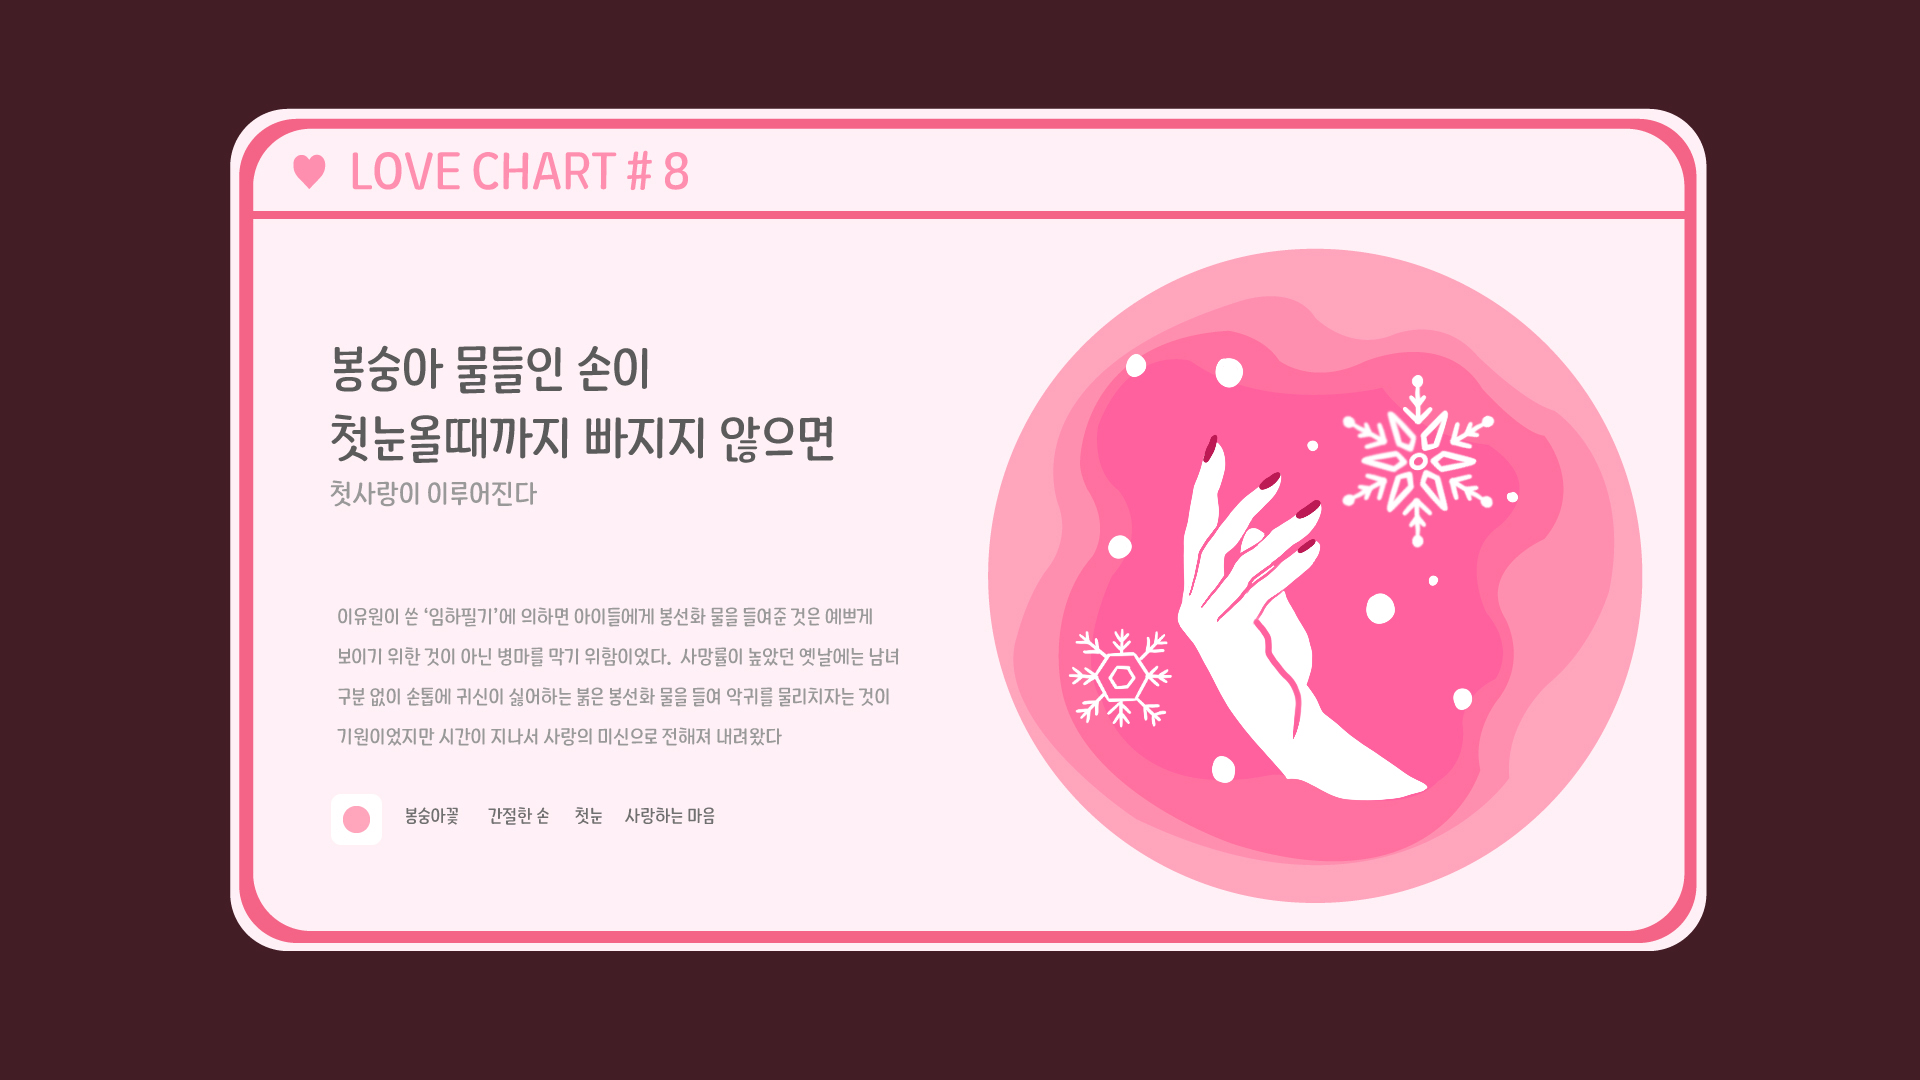 LOVE CHART # 8
봉숭아 물들인 손이
첫눈올때까지 빠지지 않으면
첫사랑이 이루어진다
이유원이 쓴 ‘임하필기’에 의하면 아이들에게 봉선화 물을 들여준 것은 예쁘게
보이기 위한 것이 아닌 병마를 막기 위함이었다. 사망률이 높았던 옛날에는 남녀
구분 없이 손톱에 귀신이 싫어하는 붉은 봉선화 물을 들여 악귀를 물리치자는 것이
기원이었지만 시간이 지나서 사랑의 미신으로 전해져 내려왔다
봉숭아꽃 간절한 손 첫눈 사랑하는 마음